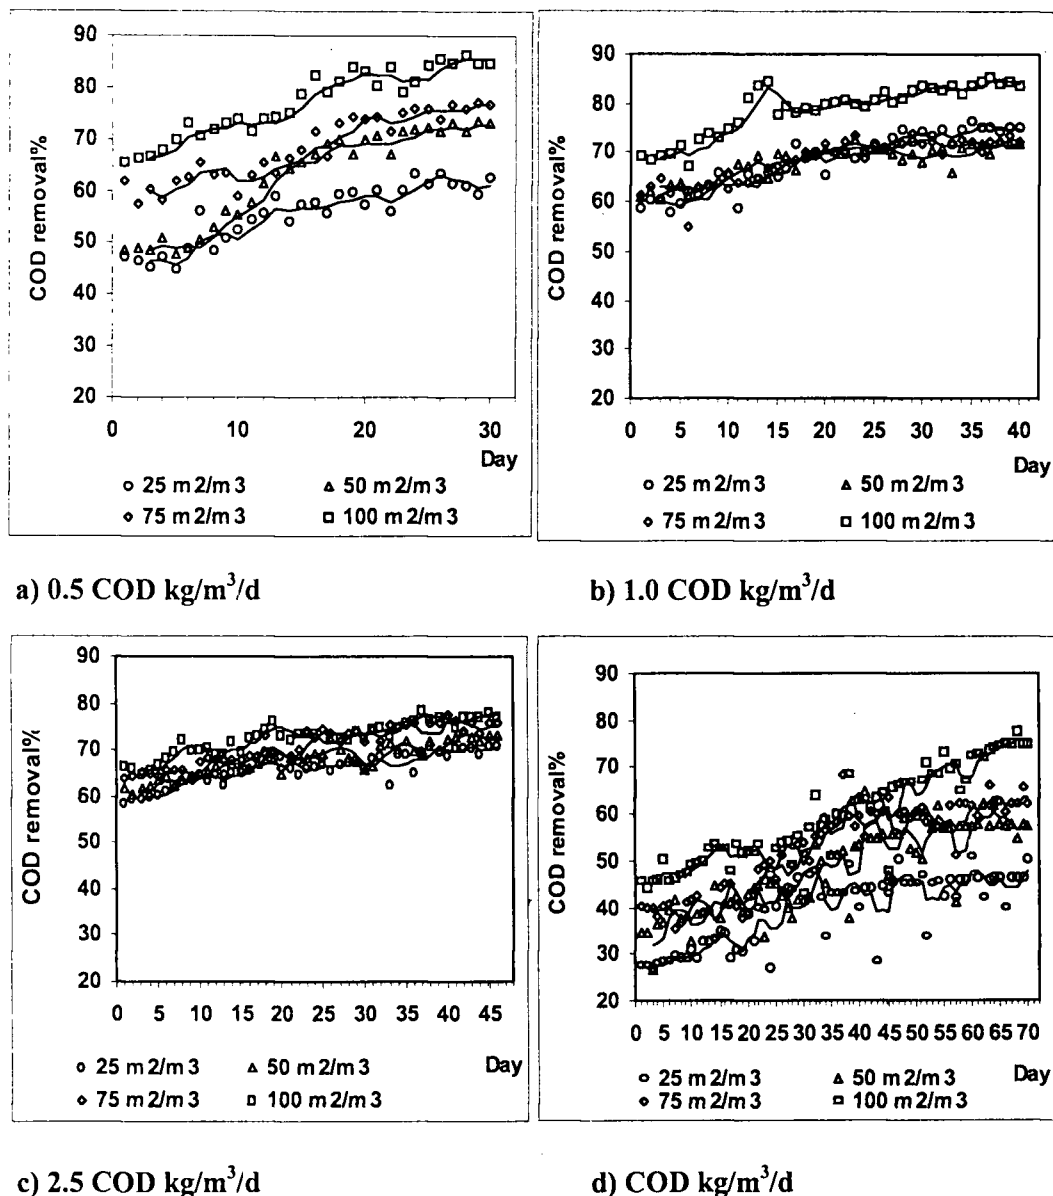 90
80
70
60
50
40
30
20
COD removal%
0 10 20 30
Day
○ 25 m2/m3 △ 50 m2/m3
◇ 75 m2/m3 □ 100 m2/m3
a) 0.5 COD kg/m³/d
90
80
70
60
50
40
30
20
COD removal%
0 5 10 15 20 25 30 35 40
Day
○ 25 m2/m3 △ 50 m2/m3
◇ 75 m2/m3 □ 100 m2/m3
b) 1.0 COD kg/m³/d
90
80
70
60
50
40
30
20
COD removal%
0 5 10 15 20 25 30 35 40 45
Day
○ 25 m2/m3 △ 50 m2/m3
◇ 75 m2/m3 □ 100 m2/m3
c) 2.5 COD kg/m³/d
90
80
70
60
50
40
30
20
COD removal%
0 5 10 15 20 25 30 35 40 45 50 55 60 65 70
Day
○ 25 m2/m3 △ 50 m2/m3
◇ 75 m2/m3 □ 100 m2/m3
d) COD kg/m³/d